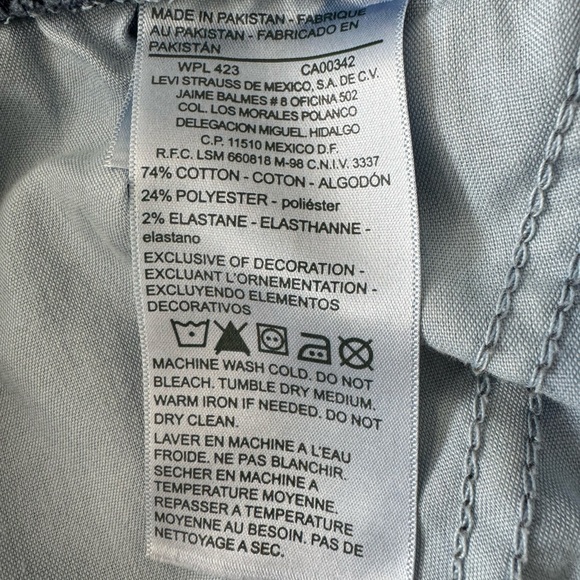 MADE IN PAKISTAN - FABRIQUE
AU PAKISTAN - FABRICADO EN
PAKISTÁN
WPL 423 CA00342
LEVI STRAUSS DE MEXICO, S.A. DE C.V.
JAIME BALMES # 8 OFICINA 502
COL. LOS MORALES POLANCO
DELEGACION MIGUEL HIDALGO
C.P. 11510 MEXICO D.F.
R.F.C. LSM 660818 M-98 C.N.I.V. 3337
74% COTTON - COTON - ALGODÓN
24% POLYESTER - poliéster
2% ELASTANE - ELASTHANNE -
elastano
EXCLUSIVE OF DECORATION -
EXCLUANT L'ORNEMENTATION -
EXCLUYENDO ELEMENTOS
DECORATIVOS
MACHINE WASH COLD. DO NOT
BLEACH. TUMBLE DRY MEDIUM.
WARM IRON IF NEEDED. DO NOT
DRY CLEAN.
LAVER EN MACHINE A L'EAU
FROIDE. NE PAS BLANCHIR.
SECHER EN MACHINE A
TEMPERATURE MOYENNE.
REPASSER A TEMPERATURE
MOYENNE AU BESOIN. PAS DE
NETTOYAGE A SEC.